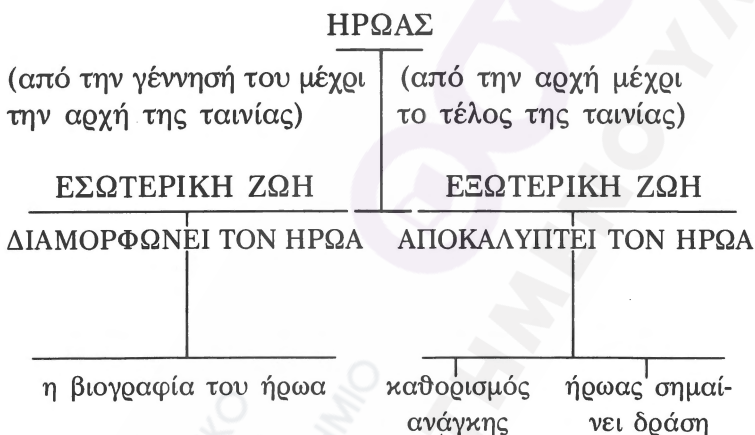 ΗΡΩΑΣ
(από την γέννησή του μέχρι
την αρχή της ταινίας)
(από την αρχή μέχρι
το τέλος της ταινίας)
ΕΣΩΤΕΡΙΚΗ ΖΩΗ
ΕΞΩΤΕΡΙΚΗ ΖΩΗ
ΔΙΑΜΟΡΦΩΝΕΙ ΤΟΝ ΗΡΩΑ
ΑΠΟΚΑΛΥΠΤΕΙ ΤΟΝ ΗΡΩΑ
η βιογραφία του ήρωα
καθορισμός
ανάγκης
ήρωας σημαί-
νει δράση